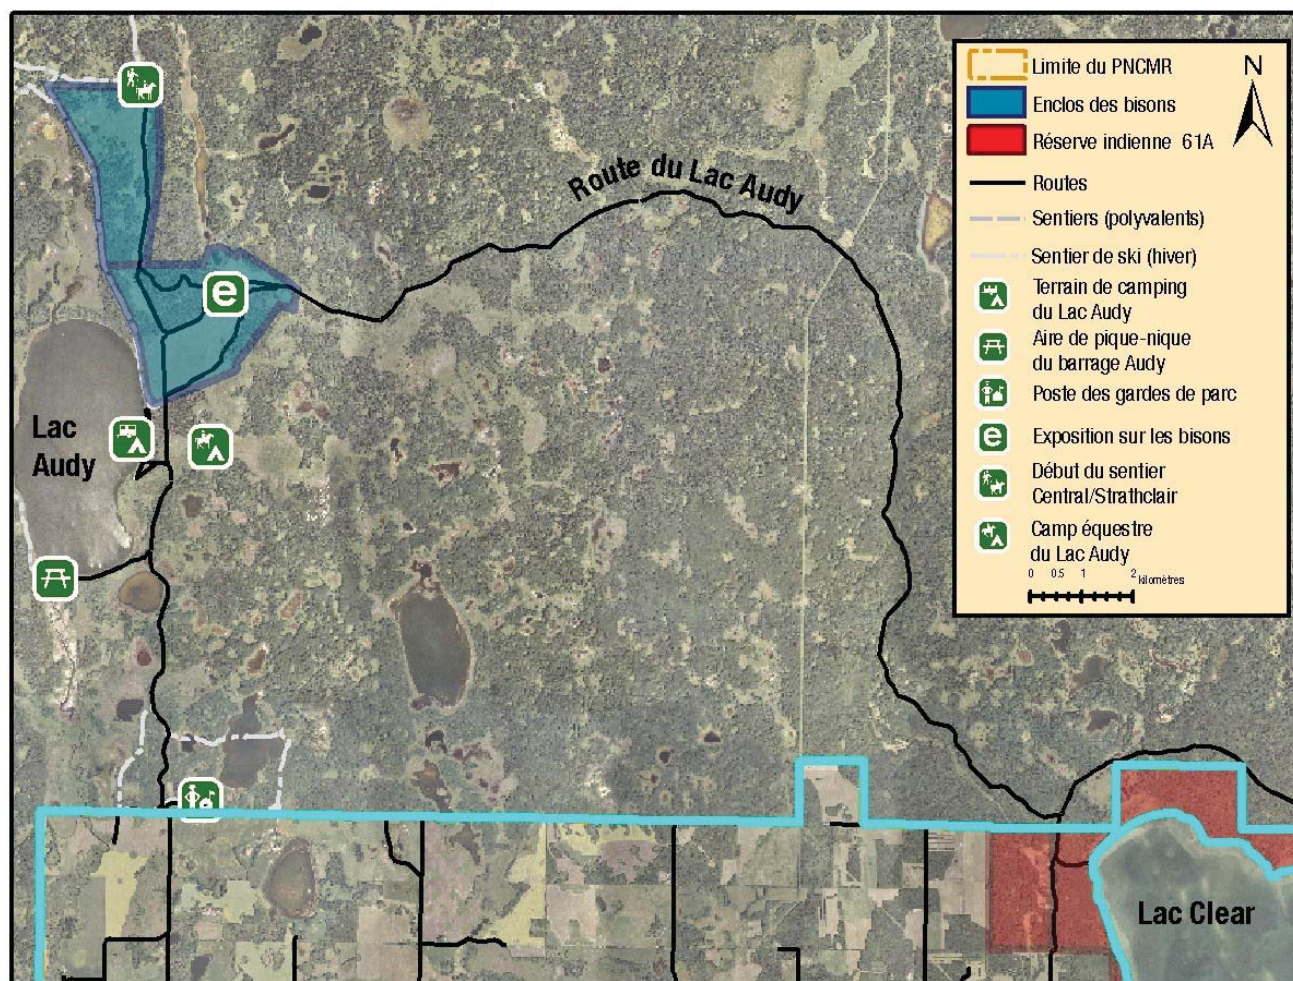 Route du Lac Audy
e
Lac
Audy
Lac Clear
N
Limite du PNCMR
Enclos des bisons
Réserve indienne 61A
Routes
Sentiers (polyvalents)
Sentier de ski (hiver)
Terrain de camping
du Lac Audy
Aire de pique-nique
du barrage Audy
Poste des gardes de parc
e Exposition sur les bisons
Début du sentier
Central/Strathclair
Camp équestre
du Lac Audy
0 0.5 1 2 kilomètres